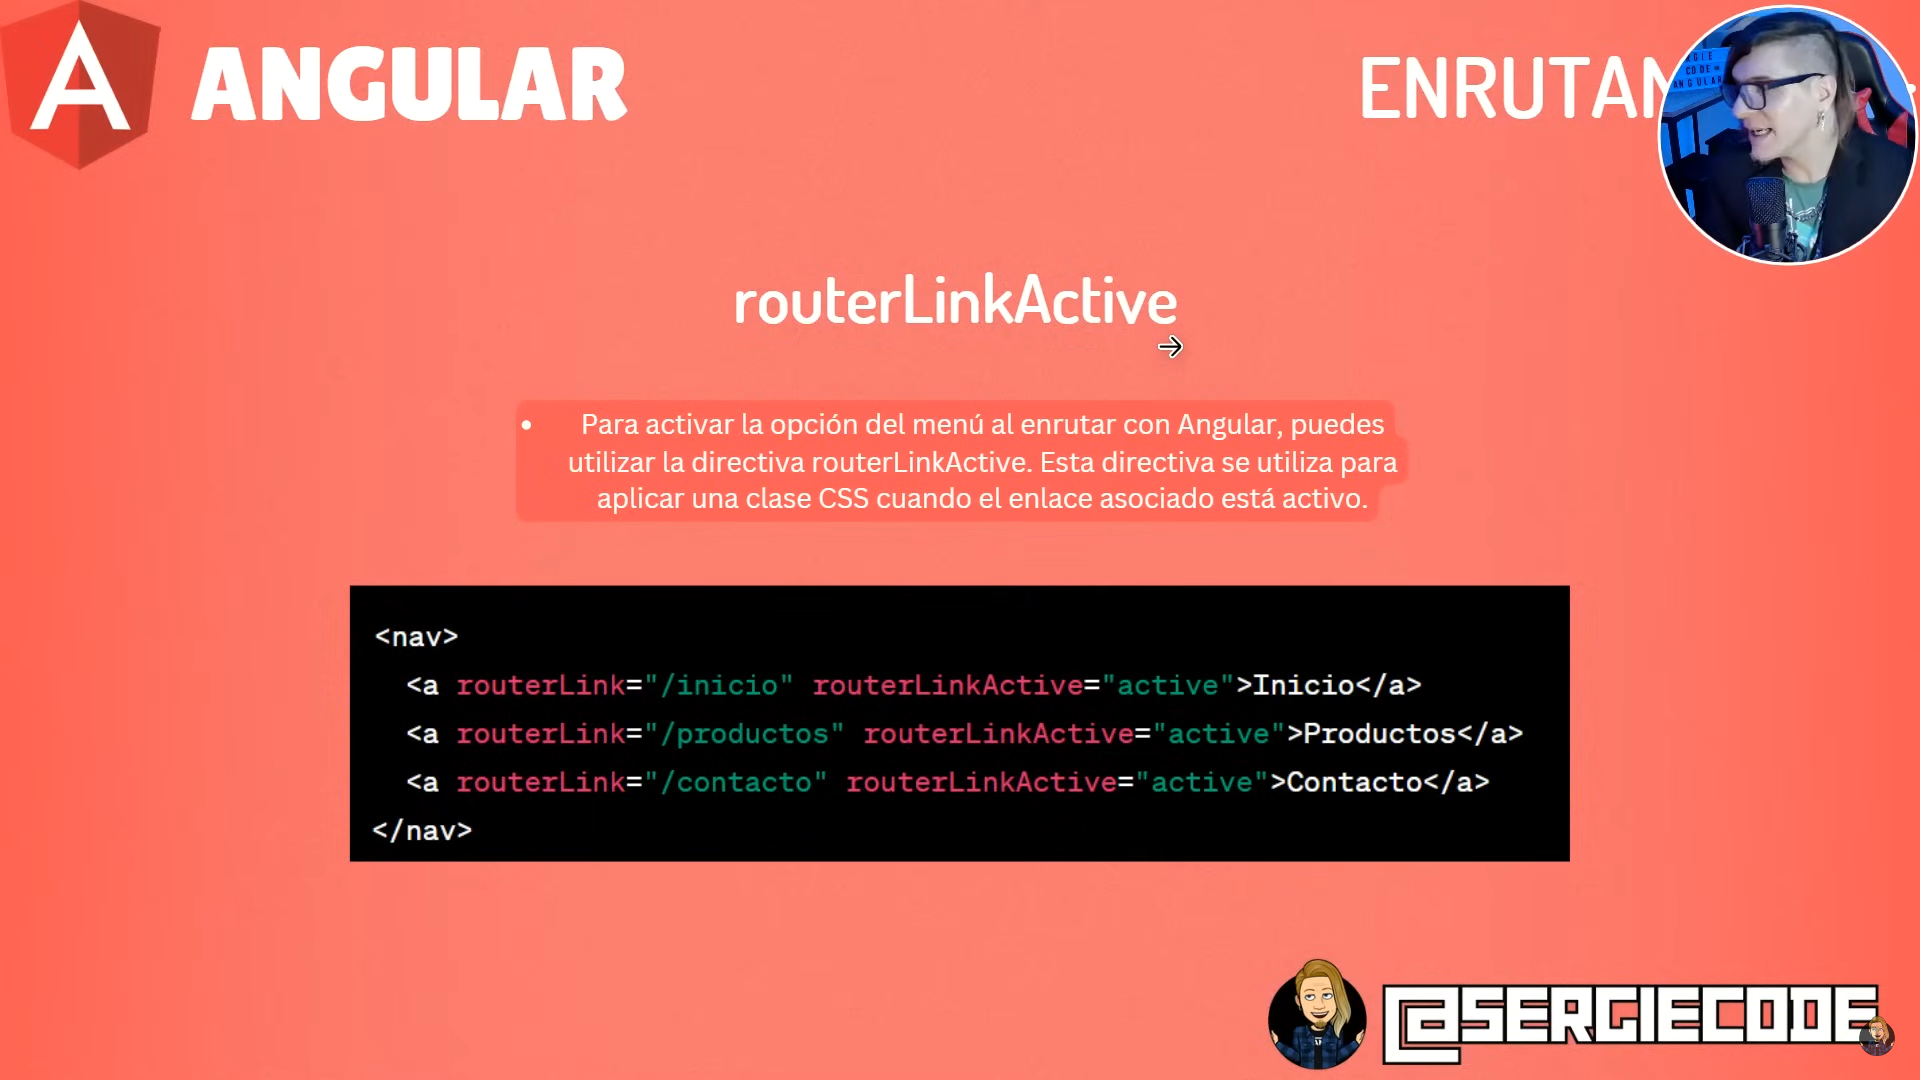 ANGULAR
routerLinkActive
• Para activar la opción del menú al enrutar con Angular, puedes
utilizar la directiva routerLinkActive. Esta directiva se utiliza para
aplicar una clase CSS cuando el enlace asociado está activo.
<nav>
<a routerLink="/inicio" routerLinkActive="active">Inicio</a>
<a routerLink="/productos" routerLinkActive="active">Productos</a>
<a routerLink="/contacto" routerLinkActive="active">Contacto</a>
</nav>
@SERGIECODE